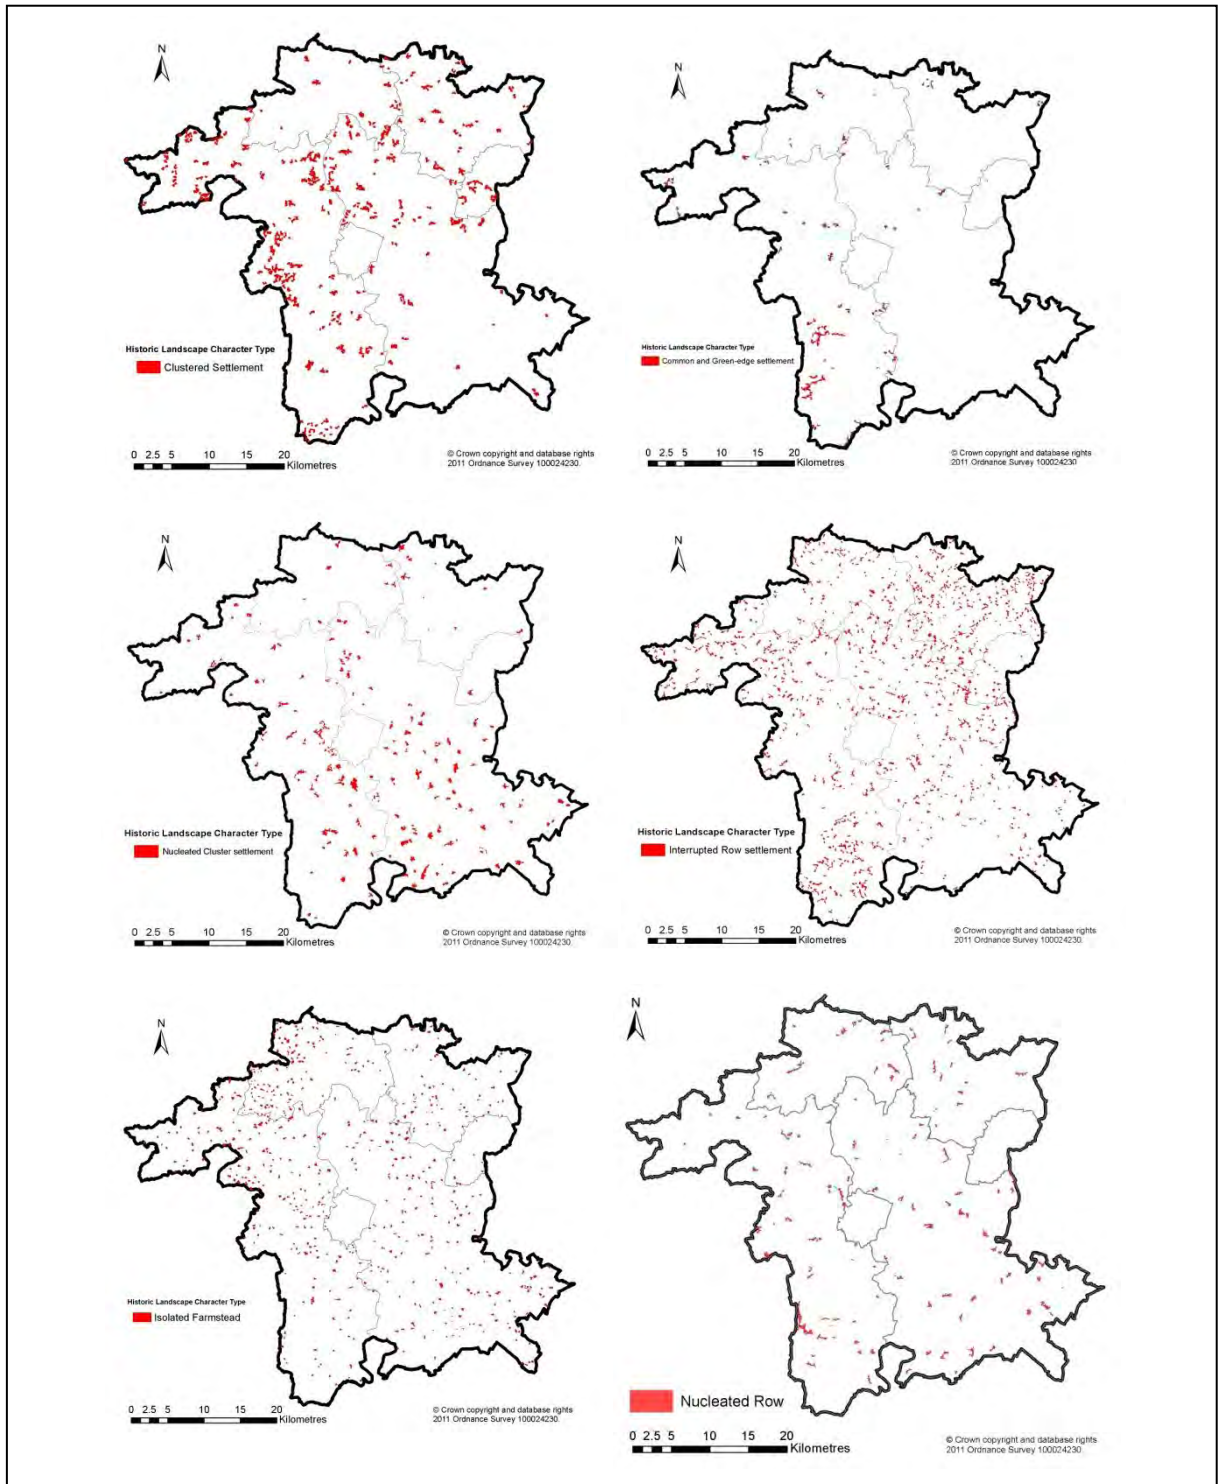 N
Historic Landscape Character Type
Clustered Settlement
0 2.5 5 10 15 20
Kilometres
© Crown copyright and database rights
2011 Ordnance Survey 100024230
N
Historic Landscape Character Type
Common and Green-edge settlement
0 2.5 5 10 15 20
Kilometres
© Crown copyright and database rights
2011 Ordnance Survey 100024230
N
Historic Landscape Character Type
Nucleated Cluster settlement
0 2.5 5 10 15 20
Kilometres
© Crown copyright and database rights
2011 Ordnance Survey 100024230
N
Historic Landscape Character Type
Interrupted Row settlement
0 2.5 5 10 15 20
Kilometres
© Crown copyright and database rights
2011 Ordnance Survey 100024230
N
Historic Landscape Character Type
Isolated Farmstead
0 2.5 5 10 15 20
Kilometres
© Crown copyright and database rights
2011 Ordnance Survey 100024230
N
Nucleated Row
0 2.5 5 10 15 20
Kilometres
© Crown copyright and database rights
2011 Ordnance Survey 100024230